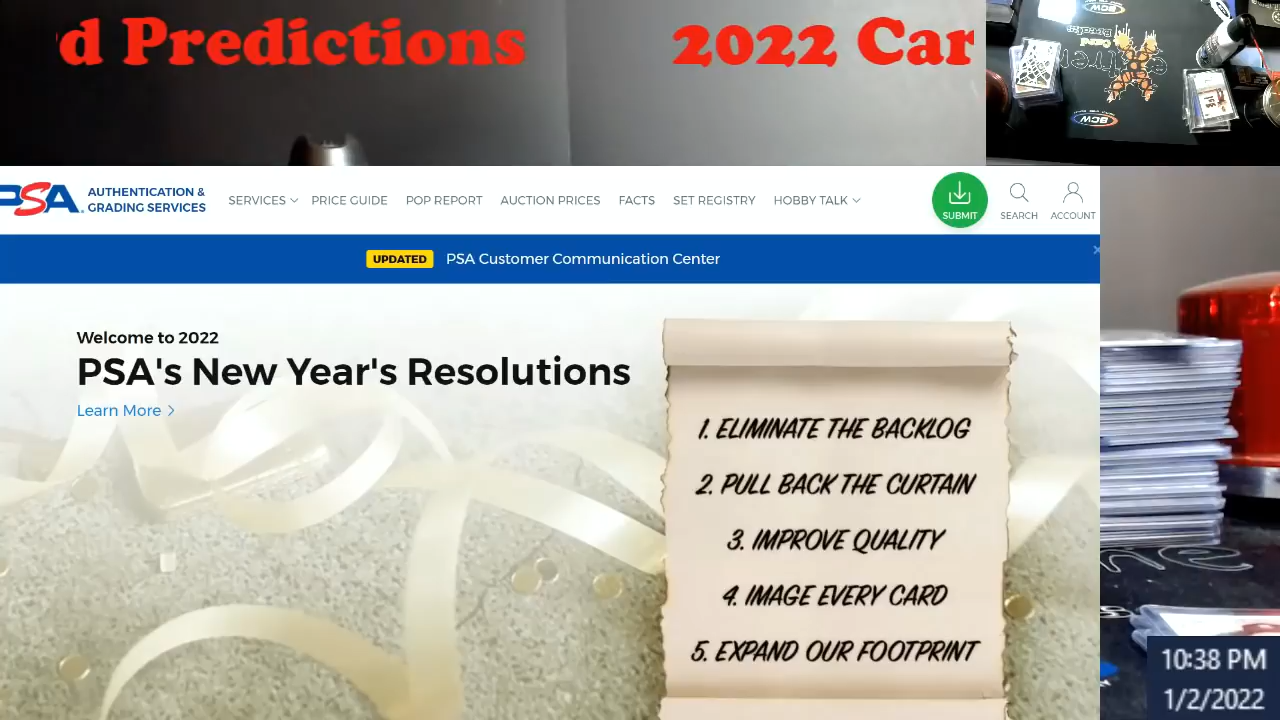 d Predictions
2022 Car
BCW
BCW
PSA
AUTHENTICATION &
GRADING SERVICES
SERVICES
PRICE GUIDE
POP REPORT
AUCTION PRICES
FACTS
SET REGISTRY
HOBBY TALK
SUBMIT
SEARCH
ACCOUNT
UPDATED
PSA Customer Communication Center
Welcome to 2022
PSA's New Year's Resolutions
Learn More
1. ELIMINATE THE BACKLOG
2. PULL BACK THE CURTAIN
3. IMPROVE QUALITY
4. IMAGE EVERY CARD
5. EXPAND OUR FOOTPRINT
10:38 PM
1/2/2022